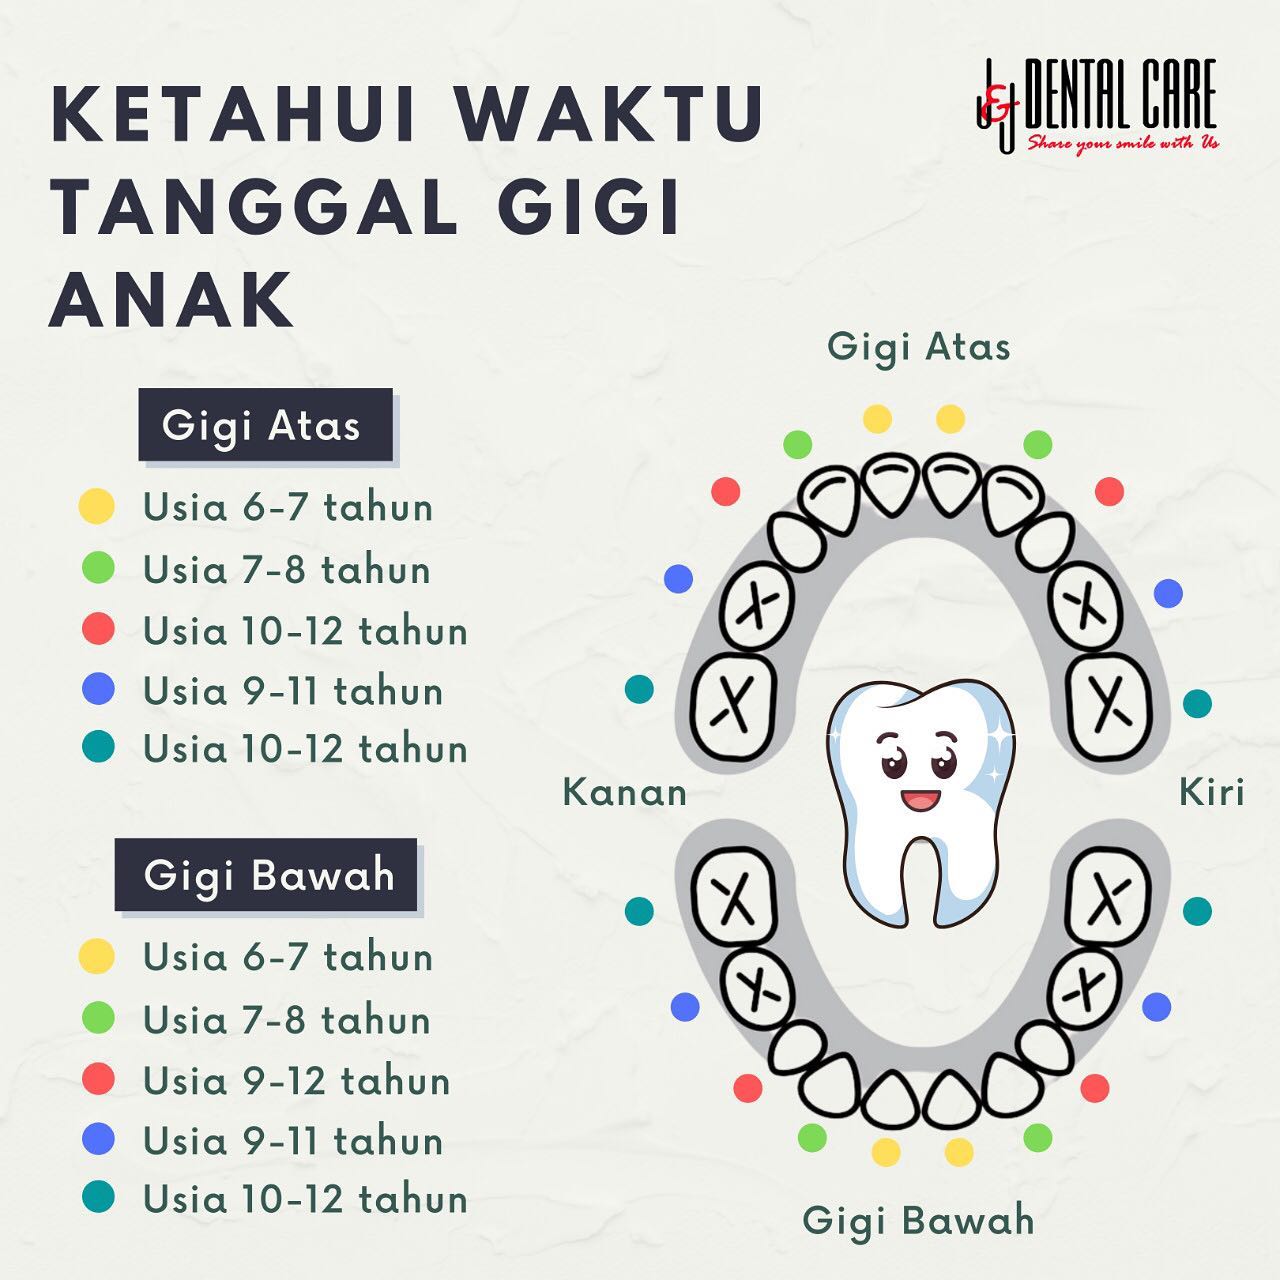 KETAHUI WAKTU
TANGGAL GIGI
ANAK
J&J DENTAL CARE
Share your smile with Us
Gigi Atas
Usia 6-7 tahun
Usia 7-8 tahun
Usia 10-12 tahun
Usia 9-11 tahun
Usia 10-12 tahun
Gigi Bawah
Usia 6-7 tahun
Usia 7-8 tahun
Usia 9-12 tahun
Usia 9-11 tahun
Usia 10-12 tahun
Gigi Atas
Kanan
Kiri
Gigi Bawah